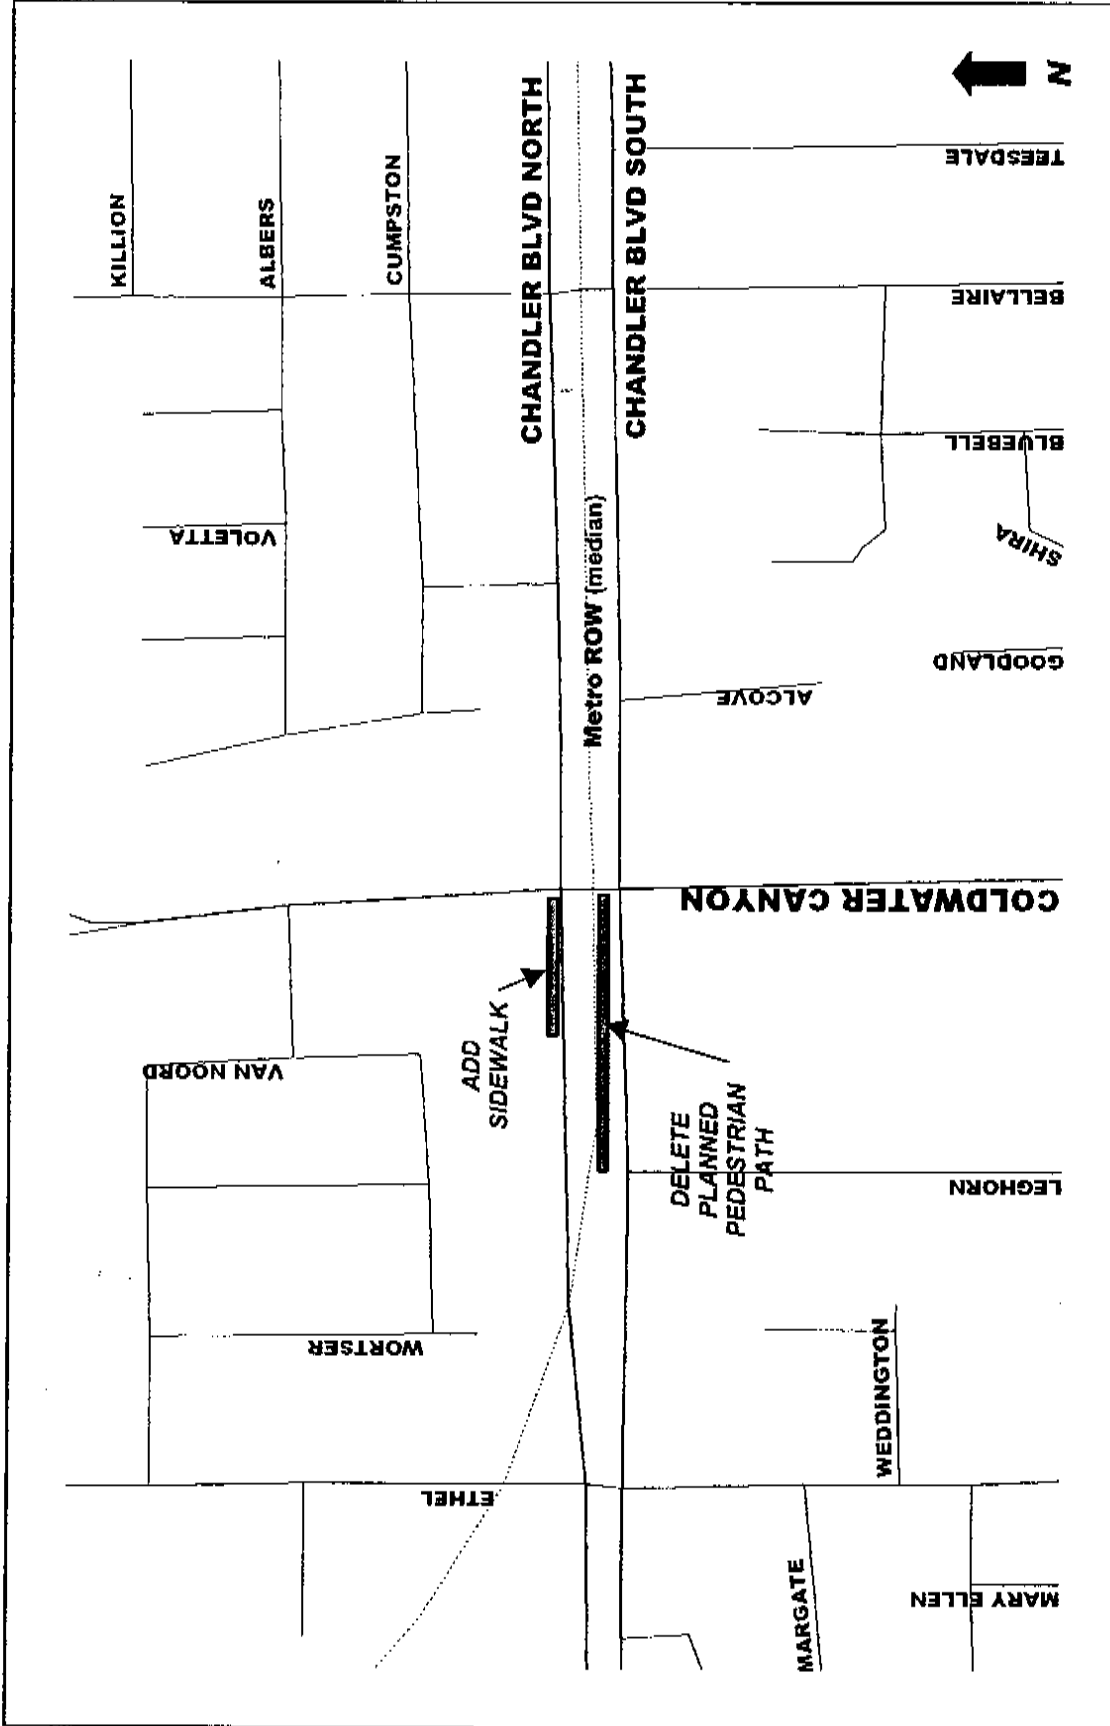 N
KILLION
ALBERS
CUMPSTON
CHANDLER BLVD NORTH
CHANDLER BLVD SOUTH
TEESDALE
BELLAIRE
BLUEBELL
SHIRA
VOLETTA
Metro ROW (median)
GOODLAND
ALCOVE
COLDWATER CANYON
ADD
SIDEWALK
VAN NOORD
DELETE
PLANNED
PEDESTRIAN
PATH
LEGHORN
WORTSER
WEDDINGTON
ETHEL
MARGATE
MARY ELLEN